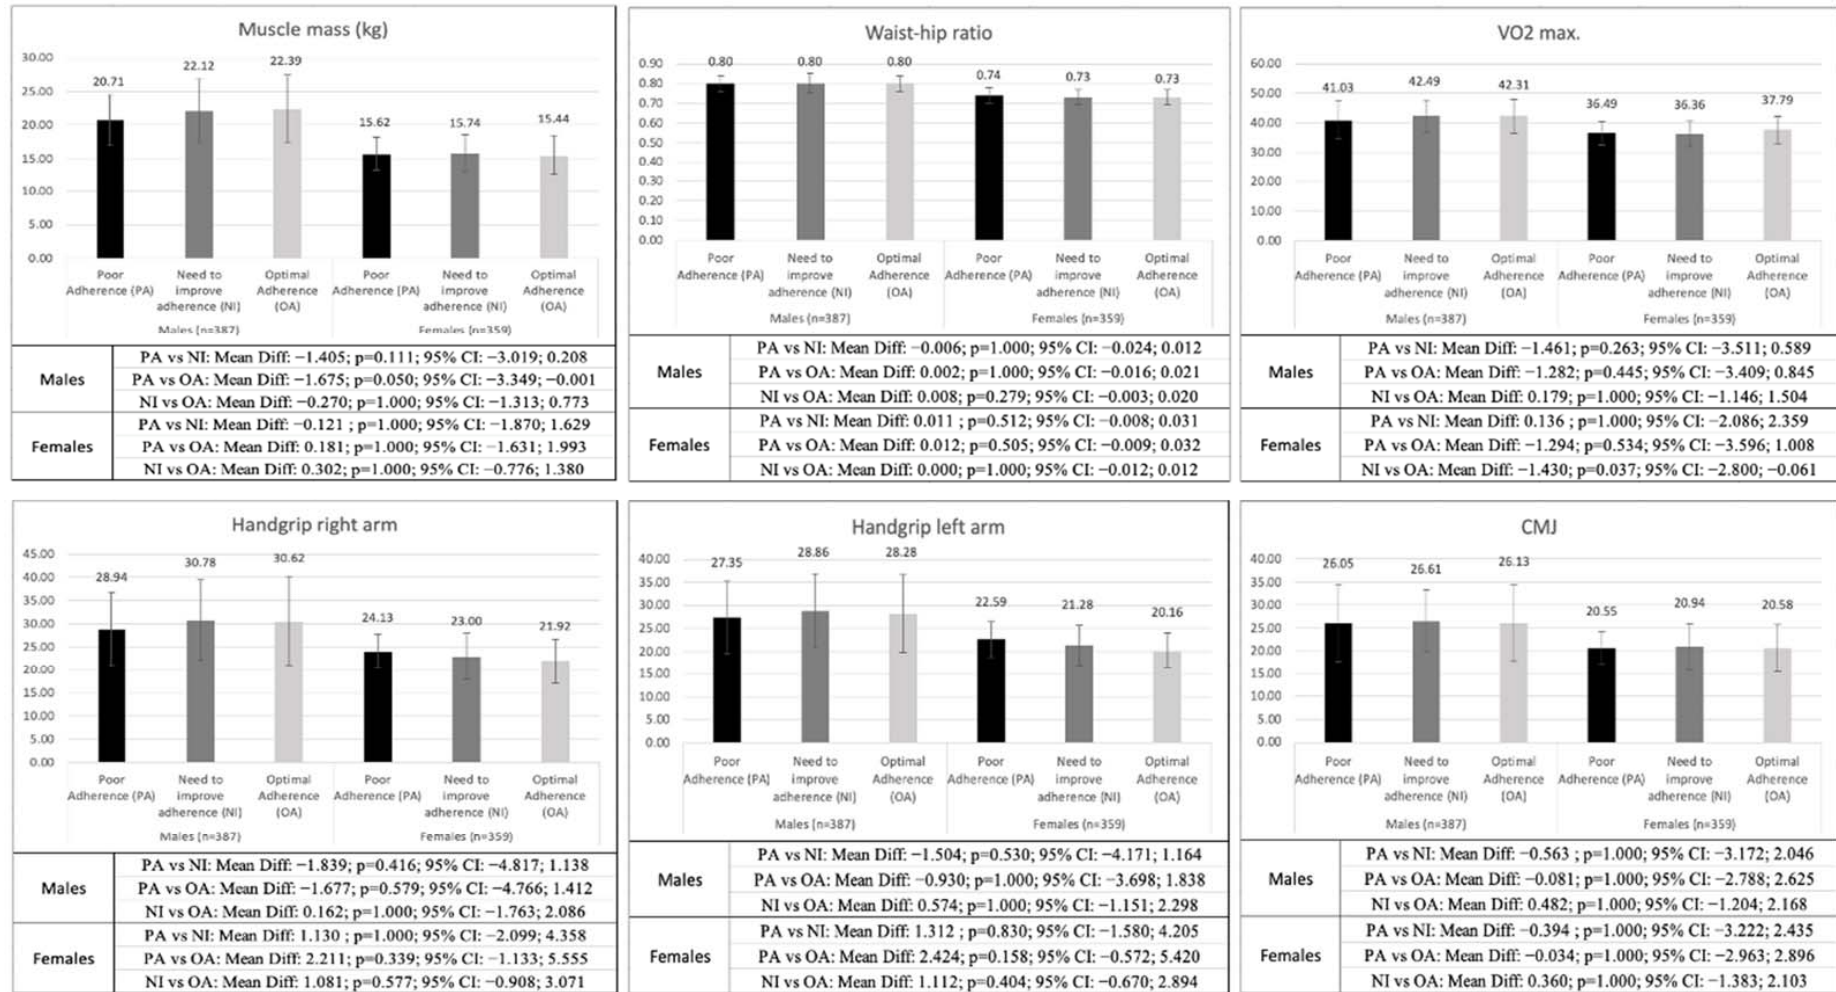 Muscle mass (kg)
30.00
25.00
20.00
15.00
10.00
5.00
0.00
20.71
22.12
22.39
15.62
15.74
15.44
Poor Adherence (PA)
Need to improve adherence (NI)
Optimal Adherence (OA)
Poor Adherence (PA)
Need to improve adherence (NI)
Optimal Adherence (OA)
Males (n=387)
Females (n=359)
Males
PA vs NI: Mean Diff: −1.405; p=0.111; 95% CI: −3.019; 0.208
PA vs OA: Mean Diff: −1.675; p=0.050; 95% CI: −3.349; −0.001
NI vs OA: Mean Diff: −0.270; p=1.000; 95% CI: −1.313; 0.773
Females
PA vs NI: Mean Diff: −0.121 ; p=1.000; 95% CI: −1.870; 1.629
PA vs OA: Mean Diff: 0.181; p=1.000; 95% CI: −1.631; 1.993
NI vs OA: Mean Diff: 0.302; p=1.000; 95% CI: −0.776; 1.380
Waist-hip ratio
0.90
0.80
0.70
0.60
0.50
0.40
0.30
0.20
0.10
0.00
0.80
0.80
0.80
0.74
0.73
0.73
Poor Adherence (PA)
Need to improve adherence (NI)
Optimal Adherence (OA)
Poor Adherence (PA)
Need to improve adherence (NI)
Optimal Adherence (OA)
Males (n=387)
Females (n=359)
Males
PA vs NI: Mean Diff: −0.006; p=1.000; 95% CI: −0.024; 0.012
PA vs OA: Mean Diff: 0.002; p=1.000; 95% CI: −0.016; 0.021
NI vs OA: Mean Diff: 0.008; p=0.279; 95% CI: −0.003; 0.020
Females
PA vs NI: Mean Diff: 0.011 ; p=0.512; 95% CI: −0.008; 0.031
PA vs OA: Mean Diff: 0.012; p=0.505; 95% CI: −0.009; 0.032
NI vs OA: Mean Diff: 0.000; p=1.000; 95% CI: −0.012; 0.012
VO2 max.
60.00
50.00
40.00
30.00
20.00
10.00
0.00
41.03
42.49
42.31
36.49
36.36
37.79
Poor Adherence (PA)
Need to improve adherence (NI)
Optimal Adherence (OA)
Poor Adherence (PA)
Need to improve adherence (NI)
Optimal Adherence (OA)
Males (n=387)
Females (n=359)
Males
PA vs NI: Mean Diff: −1.461; p=0.263; 95% CI: −3.511; 0.589
PA vs OA: Mean Diff: −1.282; p=0.445; 95% CI: −3.409; 0.845
NI vs OA: Mean Diff: 0.179; p=1.000; 95% CI: −1.146; 1.504
Females
PA vs NI: Mean Diff: 0.136 ; p=1.000; 95% CI: −2.086; 2.359
PA vs OA: Mean Diff: −1.294; p=0.534; 95% CI: −3.596; 1.008
NI vs OA: Mean Diff: −1.430; p=0.037; 95% CI: −2.800; −0.061
Handgrip right arm
45.00
40.00
35.00
30.00
25.00
20.00
15.00
10.00
5.00
0.00
28.94
30.78
30.62
24.13
23.00
21.92
Poor Adherence (PA)
Need to improve adherence (NI)
Optimal Adherence (OA)
Poor Adherence (PA)
Need to improve adherence (NI)
Optimal Adherence (OA)
Males (n=387)
Females (n=359)
Males
PA vs NI: Mean Diff: −1.839; p=0.416; 95% CI: −4.817; 1.138
PA vs OA: Mean Diff: −1.677; p=0.579; 95% CI: −4.766; 1.412
NI vs OA: Mean Diff: 0.162; p=1.000; 95% CI: −1.763; 2.086
Females
PA vs NI: Mean Diff: 1.130 ; p=1.000; 95% CI: −2.099; 4.358
PA vs OA: Mean Diff: 2.211; p=0.339; 95% CI: −1.133; 5.555
NI vs OA: Mean Diff: 1.081; p=0.577; 95% CI: −0.908; 3.071
Handgrip left arm
40.00
35.00
30.00
25.00
20.00
15.00
10.00
5.00
0.00
27.35
28.86
28.28
22.59
21.28
20.16
Poor Adherence (PA)
Need to improve adherence (NI)
Optimal Adherence (OA)
Poor Adherence (PA)
Need to improve adherence (NI)
Optimal Adherence (OA)
Males (n=387)
Females (n=359)
Males
PA vs NI: Mean Diff: −1.504; p=0.530; 95% CI: −4.171; 1.164
PA vs OA: Mean Diff: −0.930; p=1.000; 95% CI: −3.698; 1.838
NI vs OA: Mean Diff: 0.574; p=1.000; 95% CI: −1.151; 2.298
Females
PA vs NI: Mean Diff: 1.312 ; p=0.830; 95% CI: −1.580; 4.205
PA vs OA: Mean Diff: 2.424; p=0.158; 95% CI: −0.572; 5.420
NI vs OA: Mean Diff: 1.112; p=0.404; 95% CI: −0.670; 2.894
CMJ
40.00
35.00
30.00
25.00
20.00
15.00
10.00
5.00
0.00
26.05
26.61
26.13
20.55
20.94
20.58
Poor Adherence (PA)
Need to improve adherence (NI)
Optimal Adherence (OA)
Poor Adherence (PA)
Need to improve adherence (NI)
Optimal Adherence (OA)
Males (n=387)
Females (n=359)
Males
PA vs NI: Mean Diff: −0.563 ; p=1.000; 95% CI: −3.172; 2.046
PA vs OA: Mean Diff: −0.081; p=1.000; 95% CI: −2.788; 2.625
NI vs OA: Mean Diff: 0.482; p=1.000; 95% CI: −1.204; 2.168
Females
PA vs NI: Mean Diff: −0.394 ; p=1.000; 95% CI: −3.222; 2.435
PA vs OA: Mean Diff: −0.034; p=1.000; 95% CI: −2.963; 2.896
NI vs OA: Mean Diff: 0.360; p=1.000; 95% CI: −1.383; 2.103